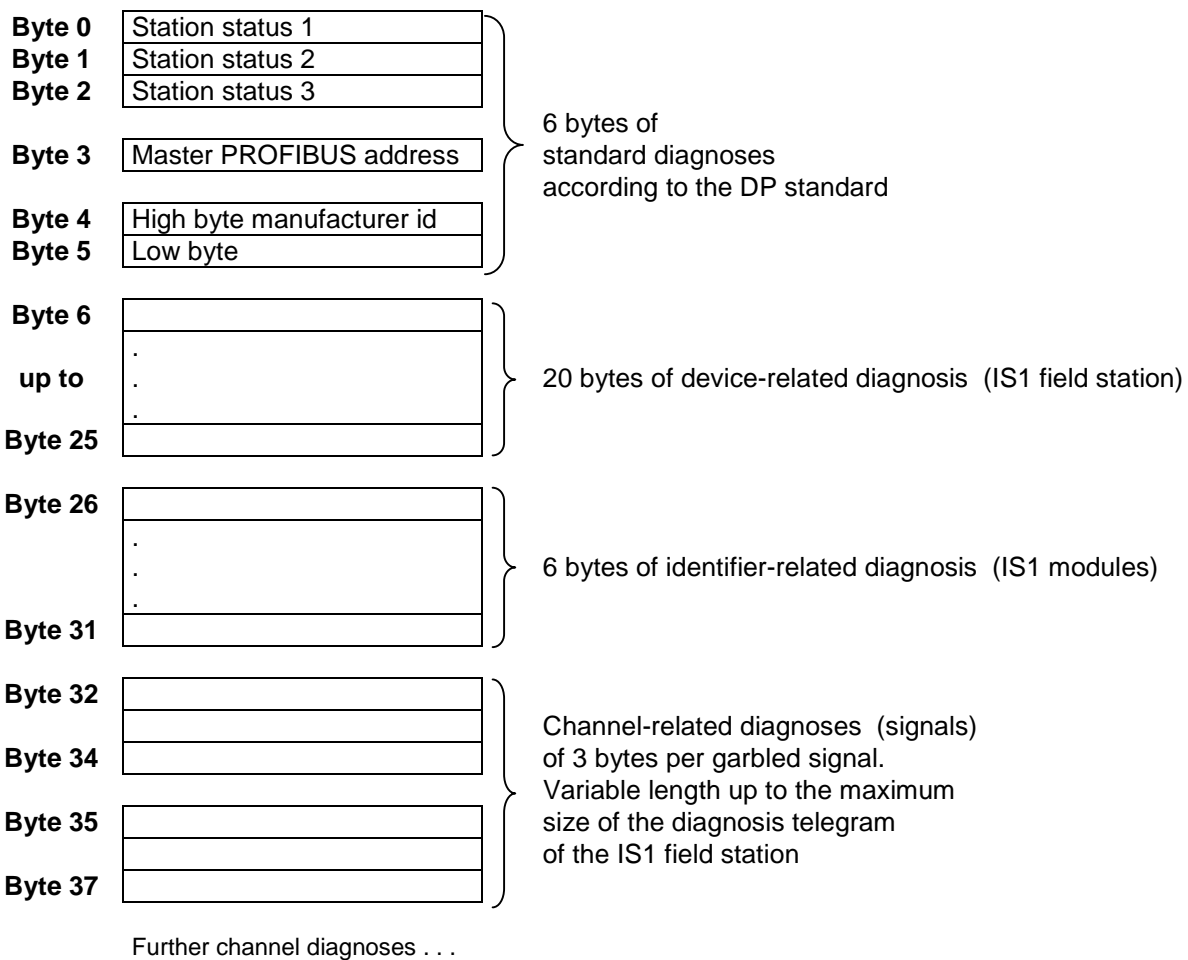 Byte 0 Station status 1
Byte 1 Station status 2
Byte 2 Station status 3
Byte 3 Master PROFIBUS address
Byte 4 High byte manufacturer id
Byte 5 Low byte
6 bytes of
standard diagnoses
according to the DP standard
Byte 6
.
up to .
.
Byte 25
20 bytes of device-related diagnosis (IS1 field station)
Byte 26
.
.
.
Byte 31
6 bytes of identifier-related diagnosis (IS1 modules)
Byte 32
Byte 34
Byte 35
Byte 37
Channel-related diagnoses (signals)
of 3 bytes per garbled signal.
Variable length up to the maximum
size of the diagnosis telegram
of the IS1 field station
Further channel diagnoses . . .